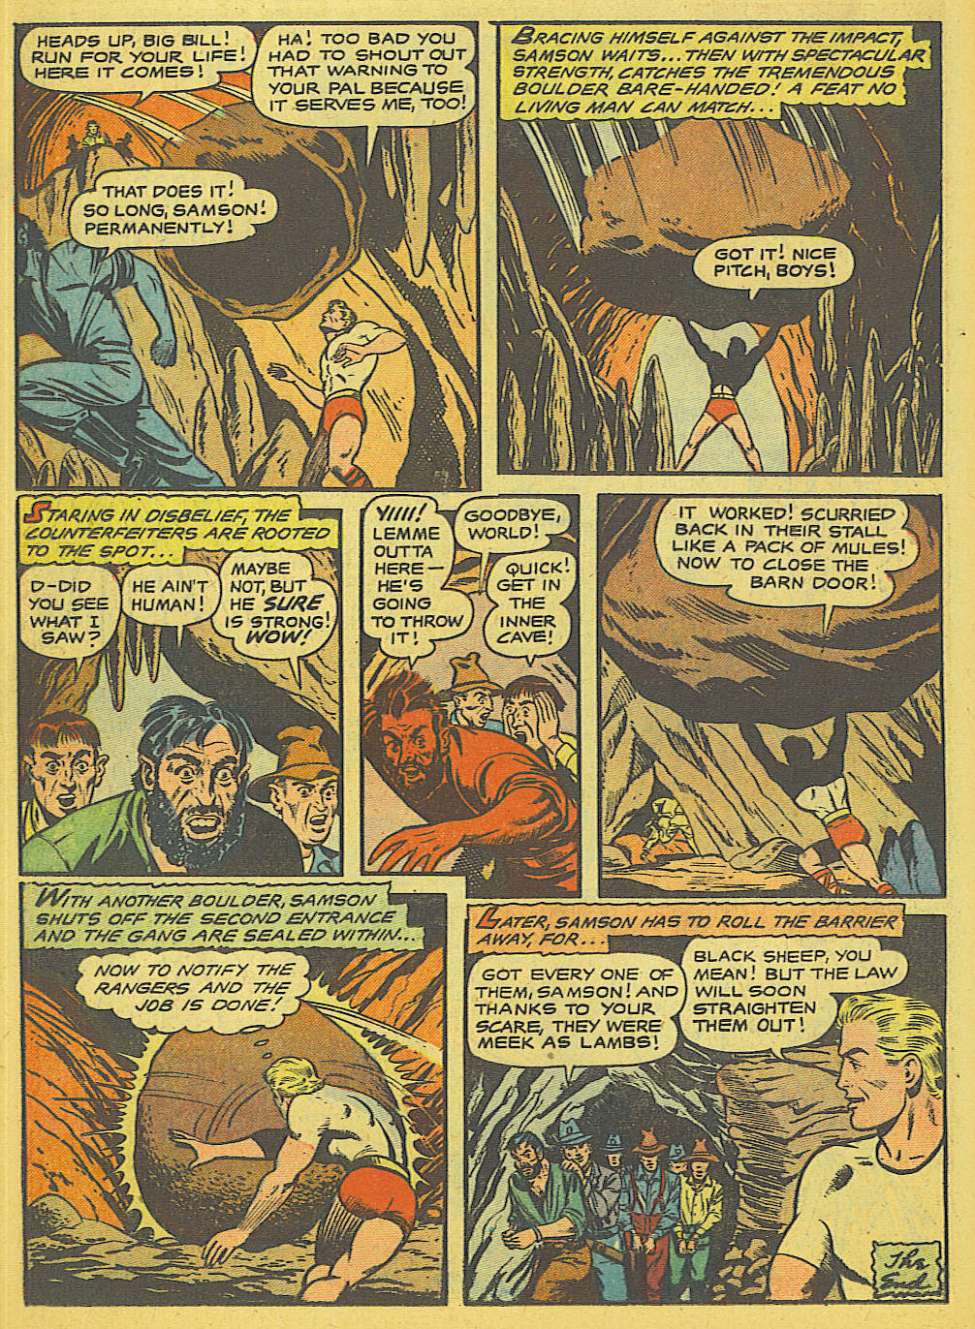 HEADS UP, BIG BILL!
RUN FOR YOUR LIFE!
HERE IT COMES!
HA! TOO BAD YOU
HAD TO SHOUT OUT
THAT WARNING TO
YOUR PAL BECAUSE
IT SERVES ME, TOO!
THAT DOES IT!
SO LONG, SAMSON!
PERMANENTLY!
BRACING HIMSELF AGAINST THE IMPACT,
SAMSON WAITS... THEN WITH SPECTACULAR
STRENGTH, CATCHES THE TREMENDOUS
BOULDER BARE-HANDED! A FEAT NO
LIVING MAN CAN MATCH...
GOT IT! NICE
PITCH, BOYS!
STARING IN DISBELIEF, THE
COUNTERFEITERS ARE ROOTED
TO THE SPOT...
D-DID
YOU SEE
WHAT I
SAW?
HE AIN'T
HUMAN!
MAYBE
NOT, BUT
HE SURE
IS STRONG!
WOW!
YIIII!
LEMME
OUTTA
HERE—
HE'S
GOING
TO THROW
IT!
GOODBYE,
WORLD!
QUICK!
GET IN
THE
INNER
CAVE!
IT WORKED! SCURRIED
BACK IN THEIR STALL
LIKE A PACK OF MULES!
NOW TO CLOSE THE
BARN DOOR!
WITH ANOTHER BOULDER, SAMSON
SHUTS OFF THE SECOND ENTRANCE
AND THE GANG ARE SEALED WITHIN...
NOW TO NOTIFY THE
RANGERS AND THE
JOB IS DONE!
LATER, SAMSON HAS TO ROLL THE BARRIER
AWAY, FOR...
GOT EVERY ONE OF
THEM, SAMSON! AND
THANKS TO YOUR
SCARE, THEY WERE
MEEK AS LAMBS!
BLACK SHEEP, YOU
MEAN! BUT THE LAW
WILL SOON
STRAIGHTEN
THEM OUT!
The
End